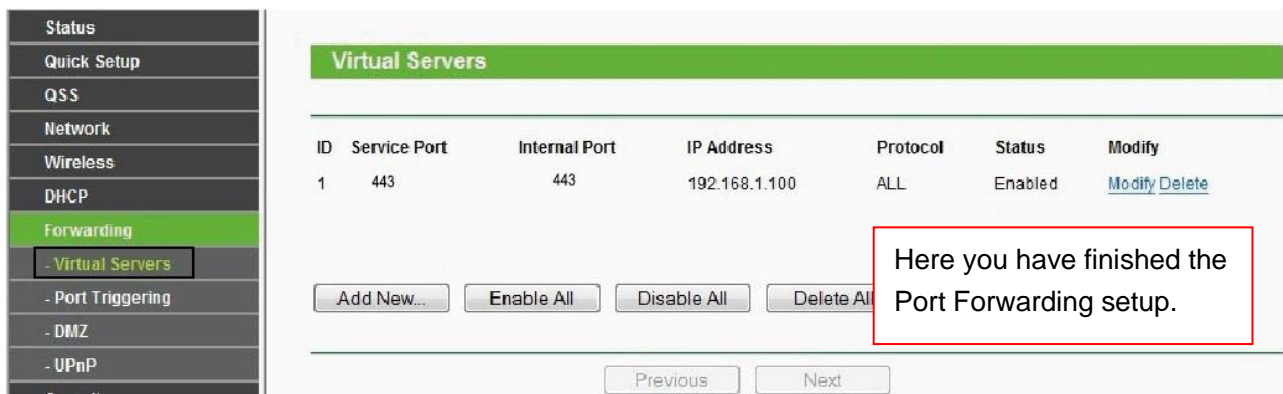 Status
Quick Setup
QSS
Network
Wireless
DHCP
Forwarding
- Virtual Servers
- Port Triggering
- DMZ
- UPnP
Virtual Servers
ID Service Port Internal Port IP Address Protocol Status Modify
1 443 443 192.168.1.100 ALL Enabled Modify Delete
Add New... Enable All Disable All Delete All
Here you have finished the
Port Forwarding setup.
Previous Next